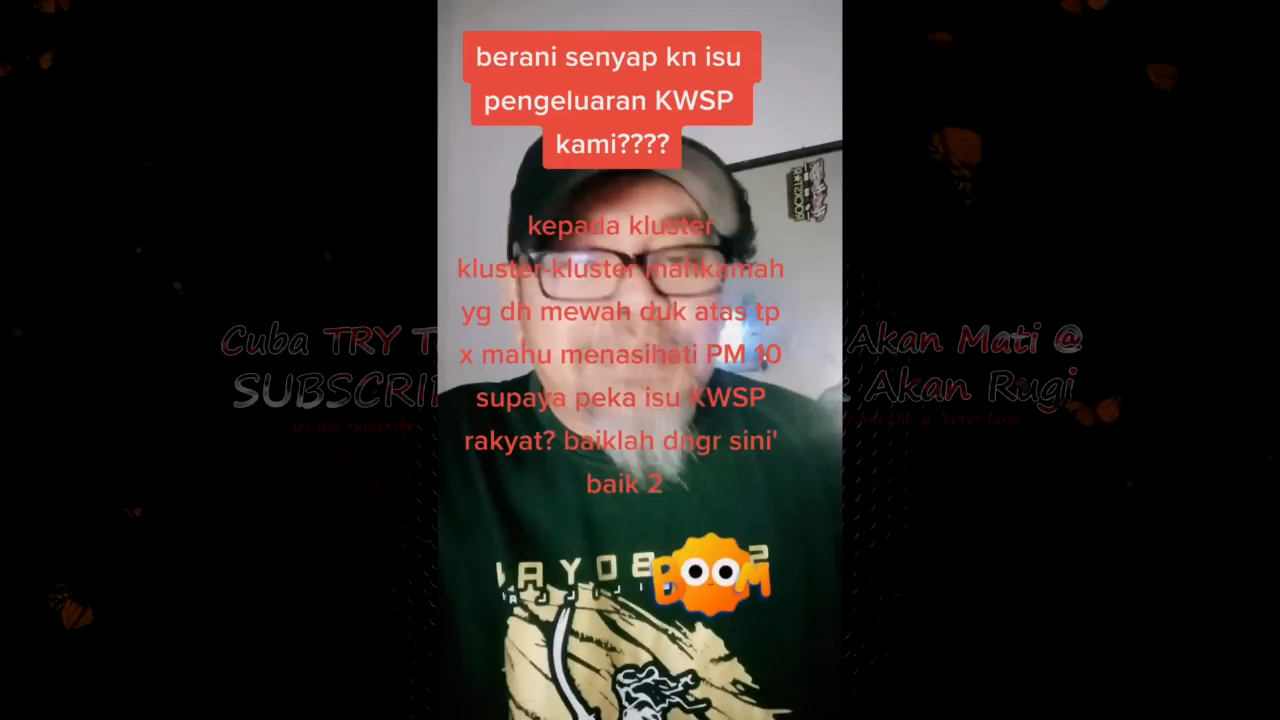 berani senyap kn isu
pengeluaran KWSP
kami????
kepada kluster
kluster-kluster mahkamah
yg dh mewah duk atas tp
x mahu menasihati PM 10
supaya peka isu KWSP
rakyat? baiklah dngr sini'
baik 2
Cuba TRY T
Akan Mati @
SUBSCRI
Akan Rugi
BOOM